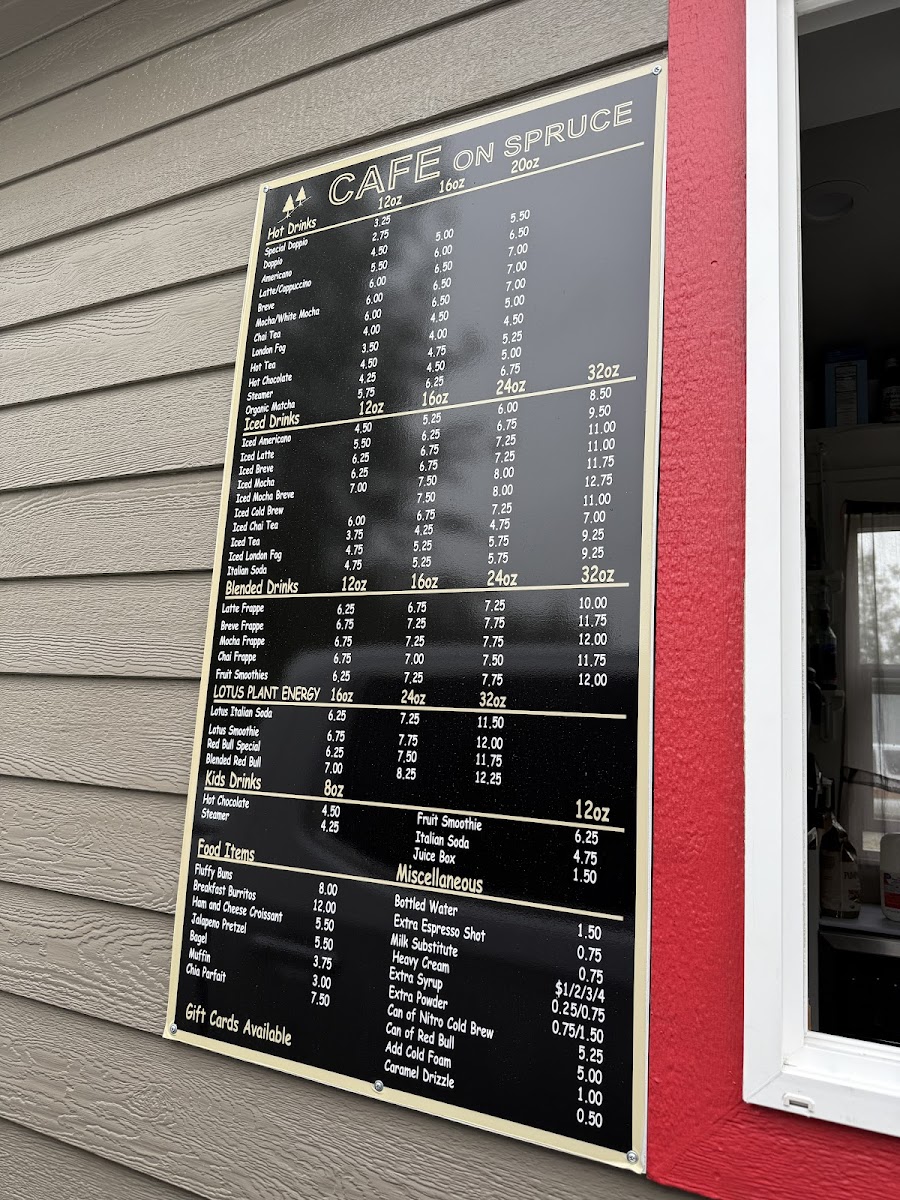 CAFE ON SPRUCE
Hot Drinks 12oz 16oz 20oz
Special Doppio 3.25
Doppio 2.75
Americano 4.50 5.00 5.50
Latte/Cappuccino 5.50 6.00 6.50
Breve 6.00 6.50 7.00
Mocha/White Mocha 6.00 6.50 7.00
Chai Tea 6.00 6.50 7.00
London Fog 4.00 4.50 5.00
Hot Tea 3.50 4.00 4.50
Hot Chocolate 4.50 4.75 5.25
Steamer 4.25 4.50 5.00
Organic Matcha 5.75 6.25 6.75
Iced Drinks 12oz 16oz 24oz 32oz
Iced Americano 4.50 5.25 6.00 8.50
Iced Latte 5.50 6.25 6.75 9.50
Iced Breve 6.25 6.75 7.25 11.00
Iced Mocha 6.25 6.75 7.25 11.00
Iced Mocha Breve 7.00 7.50 8.00 11.75
Iced Cold Brew 7.50 8.00 12.75
Iced Chai Tea 6.00 6.75 7.25 11.00
Iced Tea 3.75 4.25 4.75 7.00
Iced London Fog 4.75 5.25 5.75 9.25
Italian Soda 4.75 5.25 5.75 9.25
Blended Drinks 12oz 16oz 24oz 32oz
Latte Frappe 6.25 6.75 7.25 10.00
Breve Frappe 6.75 7.25 7.75 11.75
Mocha Frappe 6.75 7.25 7.75 12.00
Chai Frappe 6.75 7.00 7.50 11.75
Fruit Smoothies 6.25 7.25 7.75 12.00
LOTUS PLANT ENERGY 16oz 24oz 32oz
Lotus Italian Soda 6.25 7.25 11.50
Lotus Smoothie 6.75 7.75 12.00
Red Bull Special 6.25 7.50 11.75
Blended Red Bull 7.00 8.25 12.25
Kids Drinks 8oz 12oz
Hot Chocolate 4.50
Steamer 4.25
Fruit Smoothie 6.25
Italian Soda 4.75
Juice Box 1.50
Food Items
Fluffy Buns 8.00
Breakfast Burritos 12.00
Ham and Cheese Croissant 5.50
Jalapeno Pretzel 5.50
Bagel 3.75
Muffin 3.00
Chia Parfait 7.50
Miscellaneous
Bottled Water 1.50
Extra Espresso Shot 0.75
Milk Substitute 0.75
Heavy Cream $1/2/3/4
Extra Syrup 0.25/0.75
Extra Powder 0.75/1.50
Can of Nitro Cold Brew 5.25
Can of Red Bull 5.00
Add Cold Foam 1.00
Caramel Drizzle 0.50
Gift Cards Available